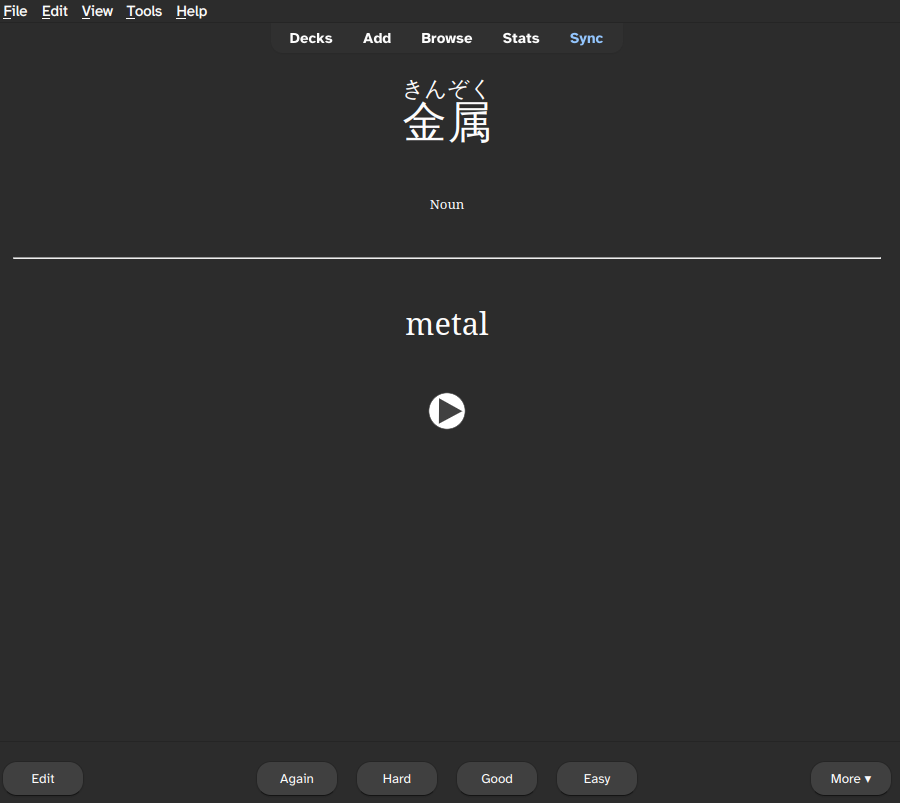 File Edit View Tools Help
Decks Add Browse Stats Sync
きんぞく
金属
Noun
metal
Edit Again Hard Good Easy More ▾